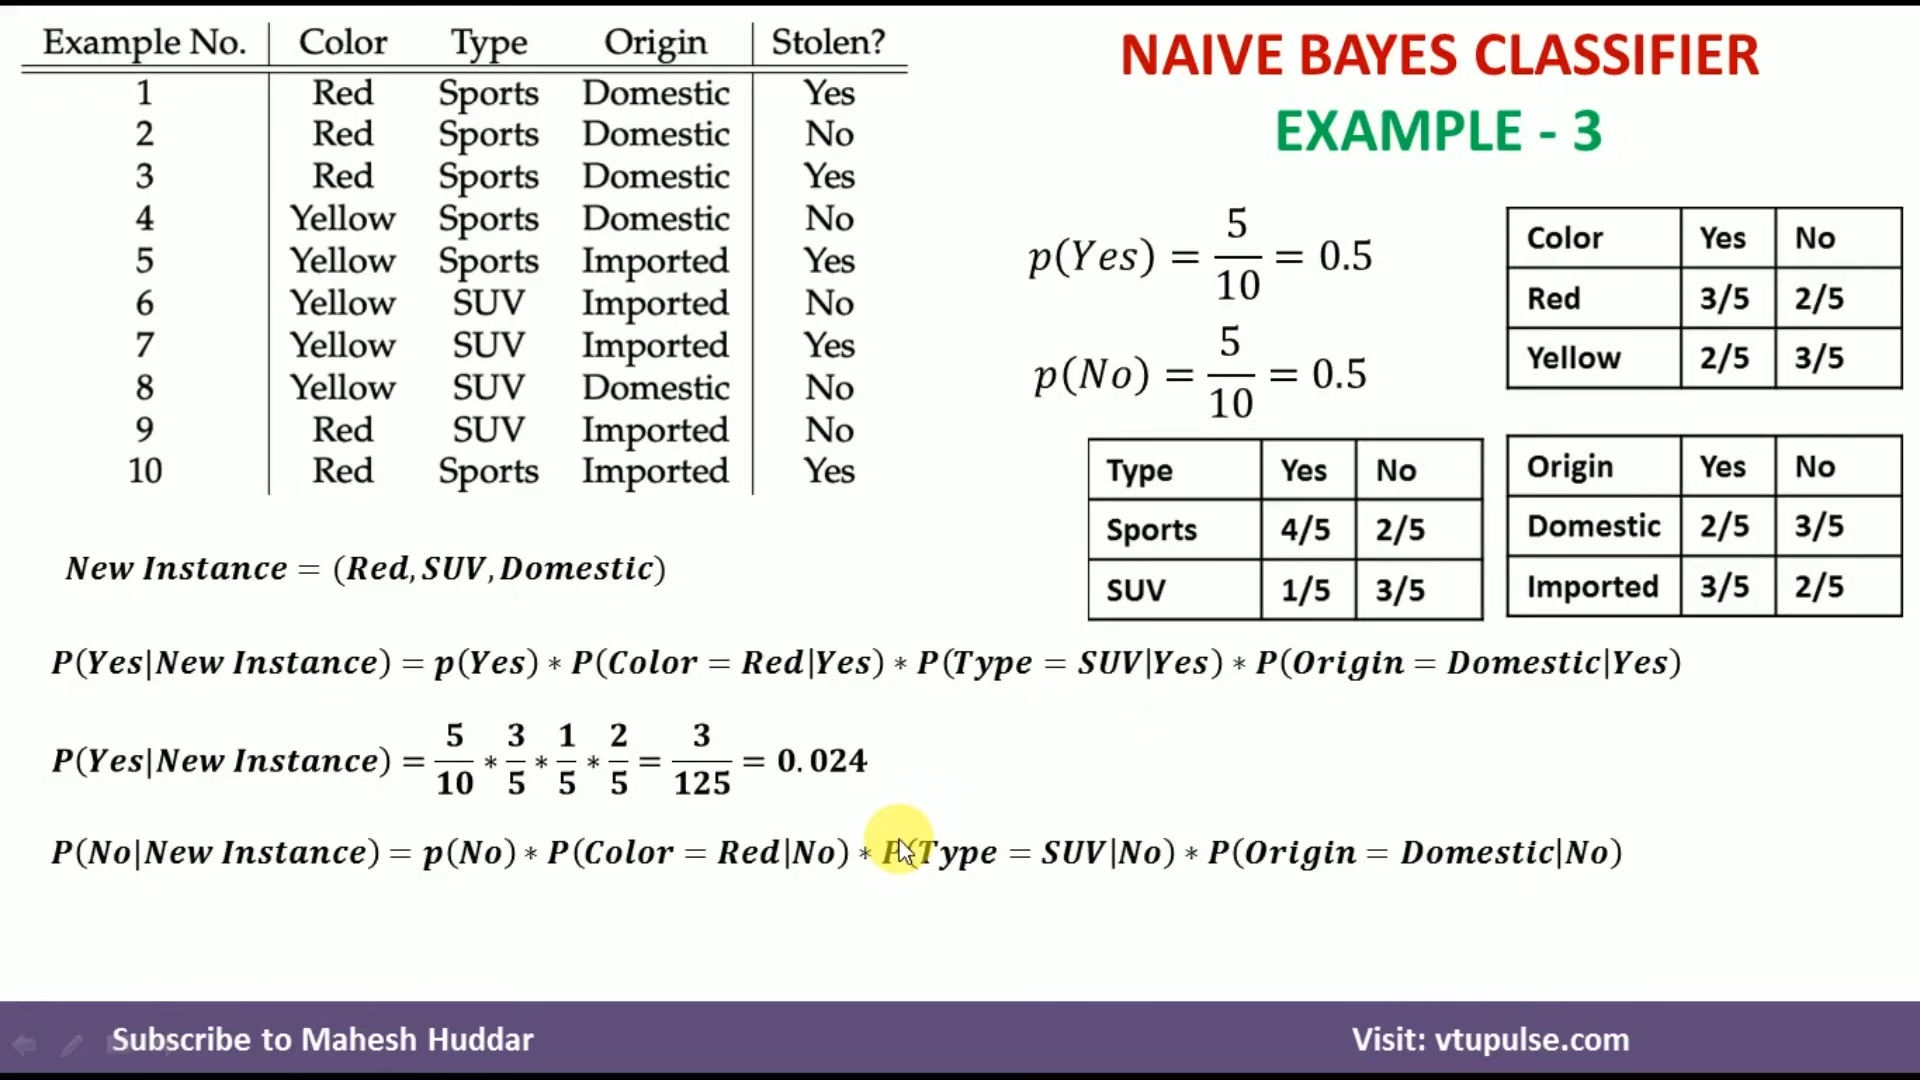 Example No. Color Type Origin Stolen?
1 Red Sports Domestic Yes
2 Red Sports Domestic No
3 Red Sports Domestic Yes
4 Yellow Sports Domestic No
5 Yellow Sports Imported Yes
6 Yellow SUV Imported No
7 Yellow SUV Imported Yes
8 Yellow SUV Domestic No
9 Red SUV Imported No
10 Red Sports Imported Yes
NAIVE BAYES CLASSIFIER
EXAMPLE - 3
p(Yes) = 5/10 = 0.5
p(No) = 5/10 = 0.5
Color Yes No
Red 3/5 2/5
Yellow 2/5 3/5
Type Yes No
Sports 4/5 2/5
SUV 1/5 3/5
Origin Yes No
Domestic 2/5 3/5
Imported 3/5 2/5
New Instance = (Red, SUV, Domestic)
P(Yes|New Instance) = p(Yes) * P(Color = Red|Yes) * P(Type = SUV|Yes) * P(Origin = Domestic|Yes)
P(Yes|New Instance) = 5/10 * 3/5 * 1/5 * 2/5 = 3/125 = 0.024
P(No|New Instance) = p(No) * P(Color = Red|No) * P(Type = SUV|No) * P(Origin = Domestic|No)
Subscribe to Mahesh Huddar
Visit: vtupulse.com